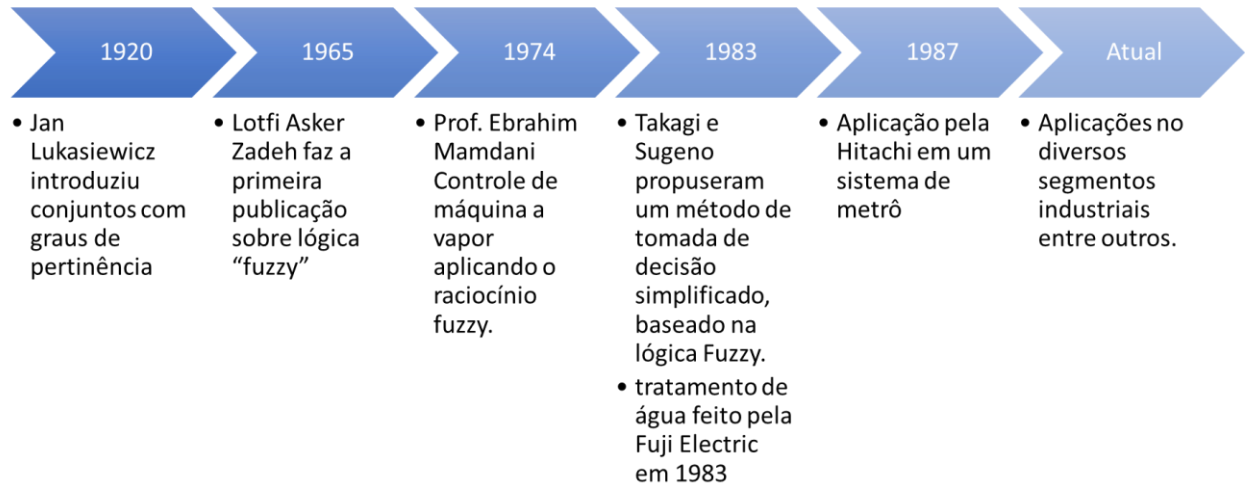 1920
• Jan
Lukasiewicz
introduziu
conjuntos com
graus de
pertinência
1965
• Lotfi Asker
Zadeh faz a
primeira
publicação
sobre lógica
“fuzzy”
1974
• Prof. Ebrahim
Mamdani
Controle de
máquina a
vapor
aplicando o
raciocínio
fuzzy.
1983
• Takagi e
Sugeno
propuseram
um método de
tomada de
decisão
simplificado,
baseado na
lógica Fuzzy.
• tratamento de
água feito pela
Fuji Electric
em 1983
1987
• Aplicação pela
Hitachi em um
sistema de
metrô
Atual
• Aplicações no
diversos
segmentos
industriais
entre outros.